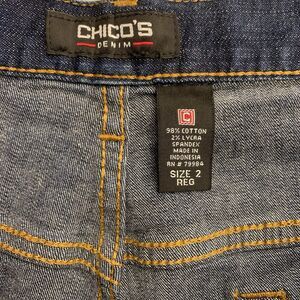 CHICO'S
DENIM
C
98% COTTON
2% LYCRA
SPANDEX
MADE IN
INDONESIA
RN # 79984
SIZE 2
REG